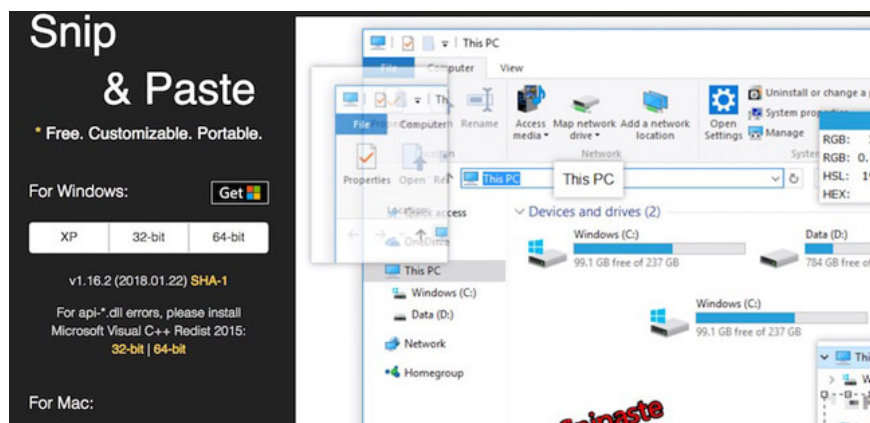 Snip
& Paste
* Free. Customizable. Portable.
For Windows:
Get
XP 32-bit 64-bit
v1.16.2 (2018.01.22) SHA-1
For api-*.dll errors, please install
Microsoft Visual C++ Redist 2015:
32-bit | 64-bit
For Mac:
This PC
File Computer View
Th
File Computer Rename
Properties Open
Access media
Map network drive
Add a network location
Network
Open Settings
Uninstall or change a
System
Manage
Syste
This PC
This PC
Quick access
OneDrive
This PC
Windows (C:)
Data (D:)
Network
Homegroup
Devices and drives (2)
Windows (C:)
99.1 GB free of 237 GB
Data (D:)
784 GB free of
Windows (C:)
99.1 GB free of 237 GB
RGB:
RGB: 0.
HSL:
HEX:
Thi
Snipaste